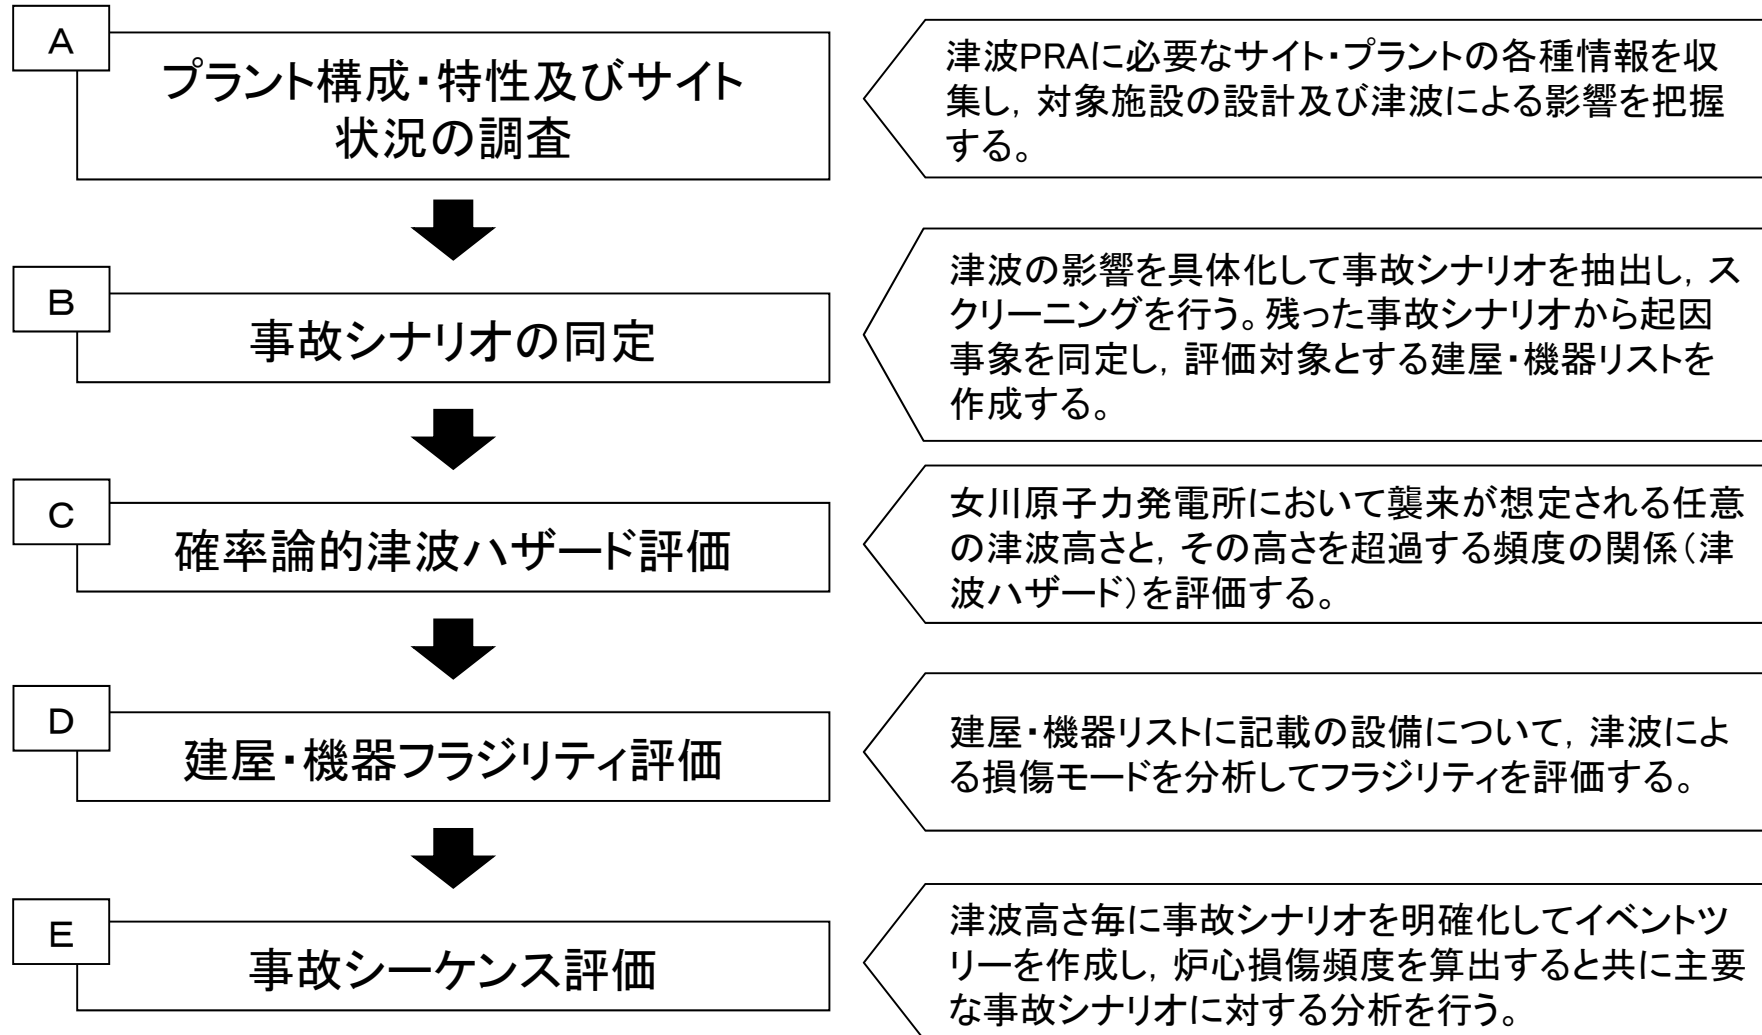 A
プラント構成・特性及びサイト
状況の調査
津波PRAに必要なサイト・プラントの各種情報を収
集し，対象施設の設計及び津波による影響を把握
する。
B
事故シナリオの同定
津波の影響を具体化して事故シナリオを抽出し，ス
クリーニングを行う。残った事故シナリオから起因
事象を同定し，評価対象とする建屋・機器リストを
作成する。
C
確率論的津波ハザード評価
女川原子力発電所において襲来が想定される任意
の津波高さと，その高さを超過する頻度の関係（津
波ハザード）を評価する。
D
建屋・機器フラジリティ評価
建屋・機器リストに記載の設備について，津波によ
る損傷モードを分析してフラジリティを評価する。
E
事故シーケンス評価
津波高さ毎に事故シナリオを明確化してイベントツ
リーを作成し，炉心損傷頻度を算出すると共に主要
な事故シナリオに対する分析を行う。